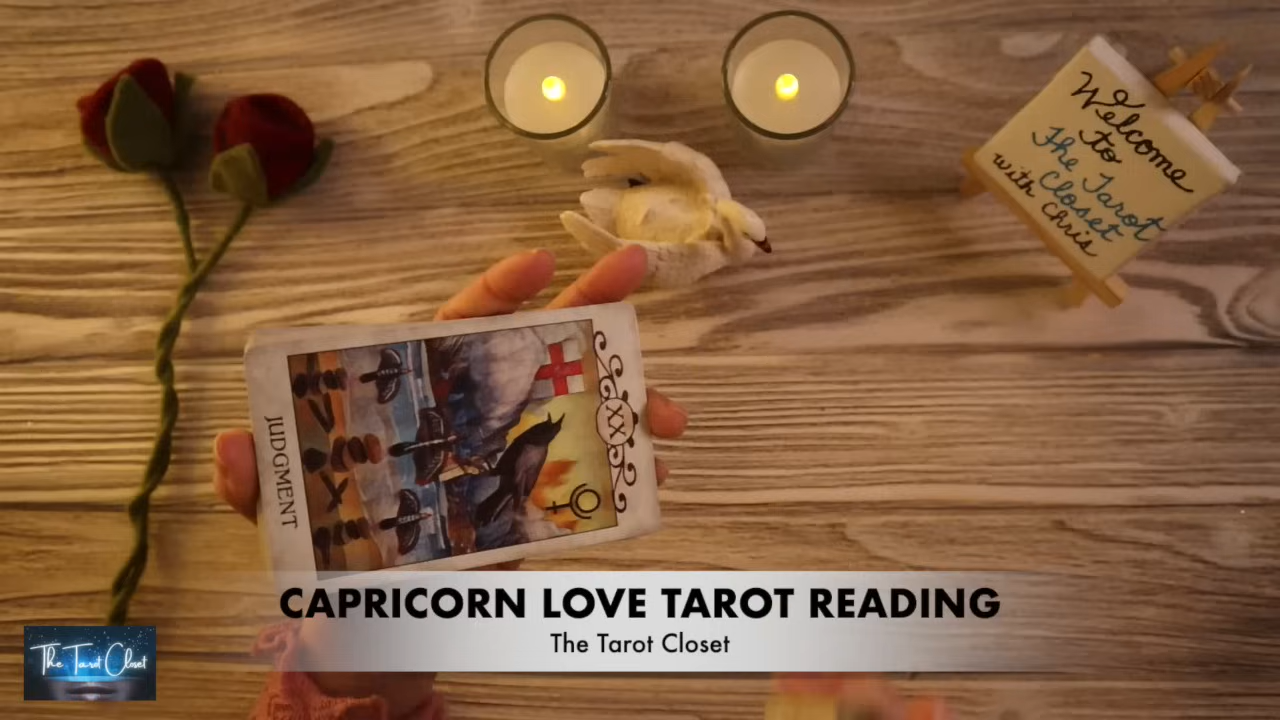 Welcome
to
The Tarot
Closet
with Chris
XX
JUDGMENT
CAPRICORN LOVE TAROT READING
The Tarot Closet
The Tarot Closet